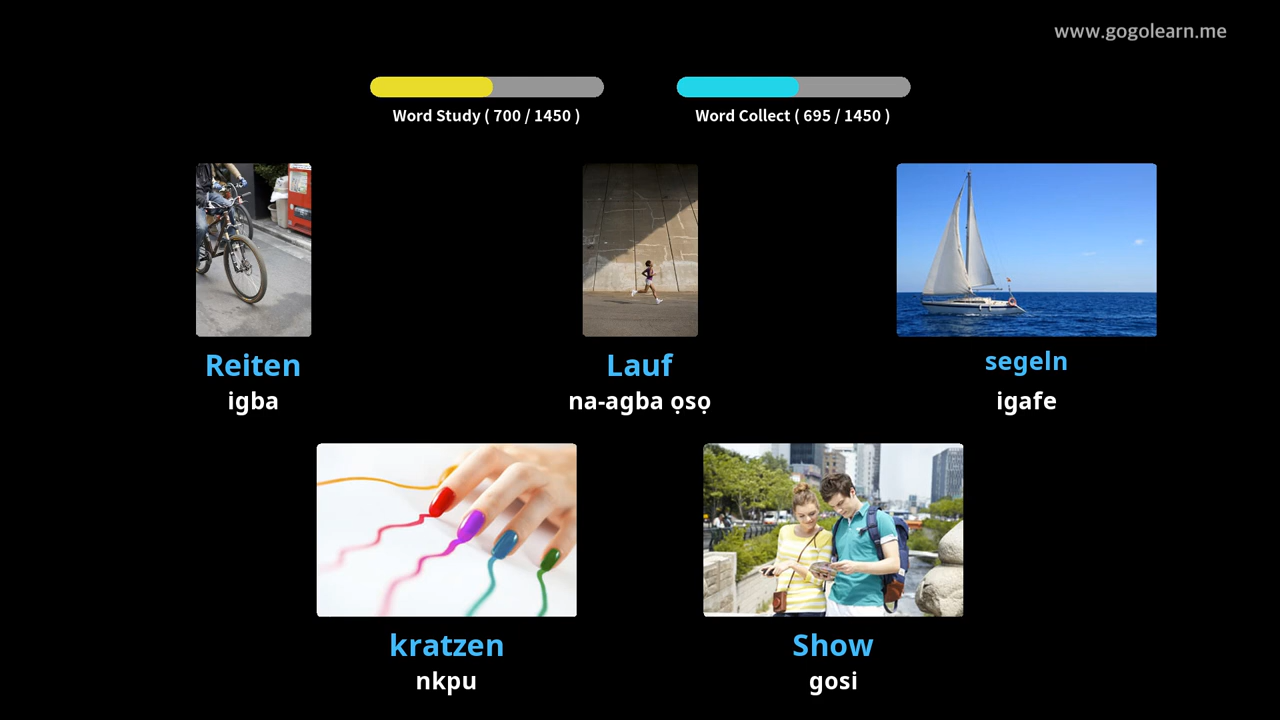 www.gogolearn.me
Word Study ( 700 / 1450 )
Word Collect ( 695 / 1450 )
Reiten
igba
Lauf
na-agba ọsọ
segeln
igafe
kratzen
nkpu
Show
gosi